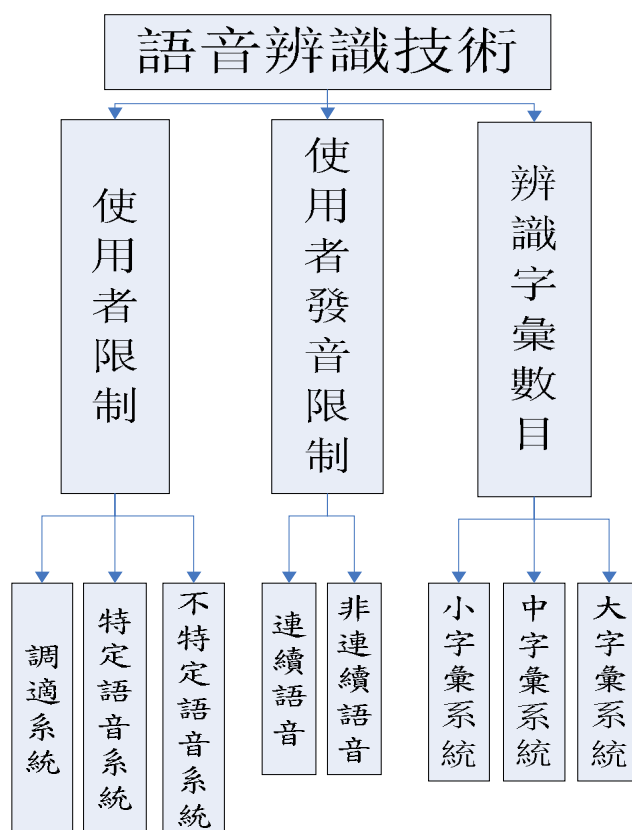 語音辨識技術
使用者限制
使用者發音限制
辨識字彙數目
調適系統
特定語音系統
不特定語音系統
連續語音
非連續語音
小字彙系統
中字彙系統
大字彙系統